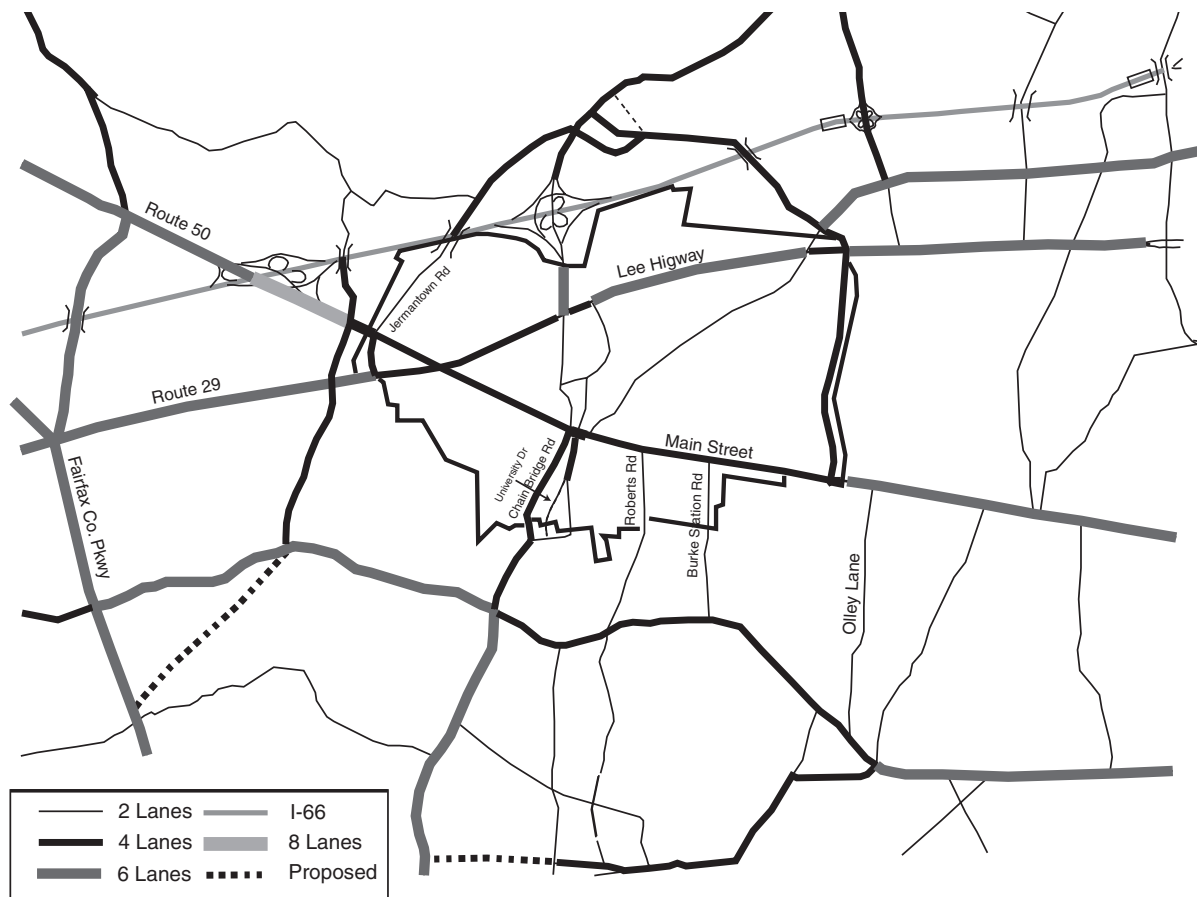 Route 50
Jermantown Rd
Lee Higway
Route 29
Main Street
University Dr
Chain Bridge Rd
Roberts Rd
Burke Station Rd
Fairfax Co. Pkwy
Olley Lane
2 Lanes
I-66
4 Lanes
8 Lanes
6 Lanes
Proposed